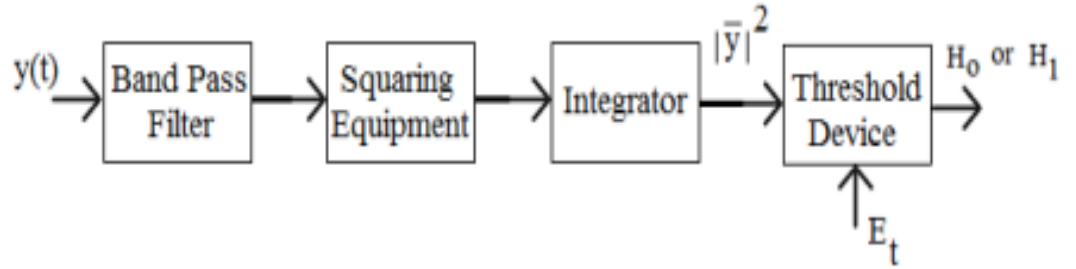 y(t)
Band Pass
Filter
Squaring
Equipment
Integrator
|ȳ|²
Threshold
Device
H₀ or H₁
Eₜ